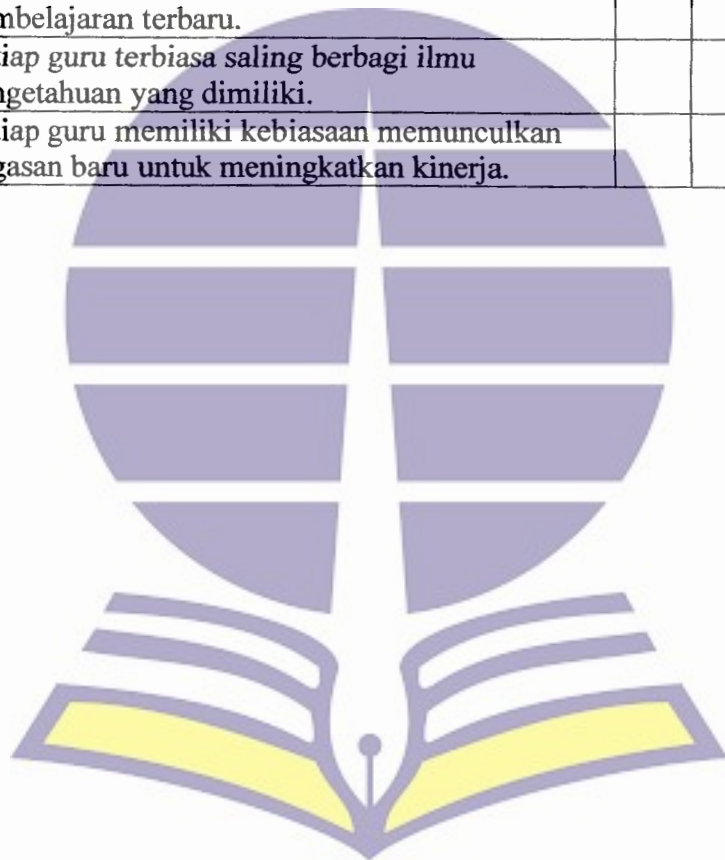 mbelajaran terbaru.
iap guru terbiasa saling berbagi ilmu
ngetahuan yang dimiliki.
iap guru memiliki kebiasaan memunculkan
gasan baru untuk meningkatkan kinerja.